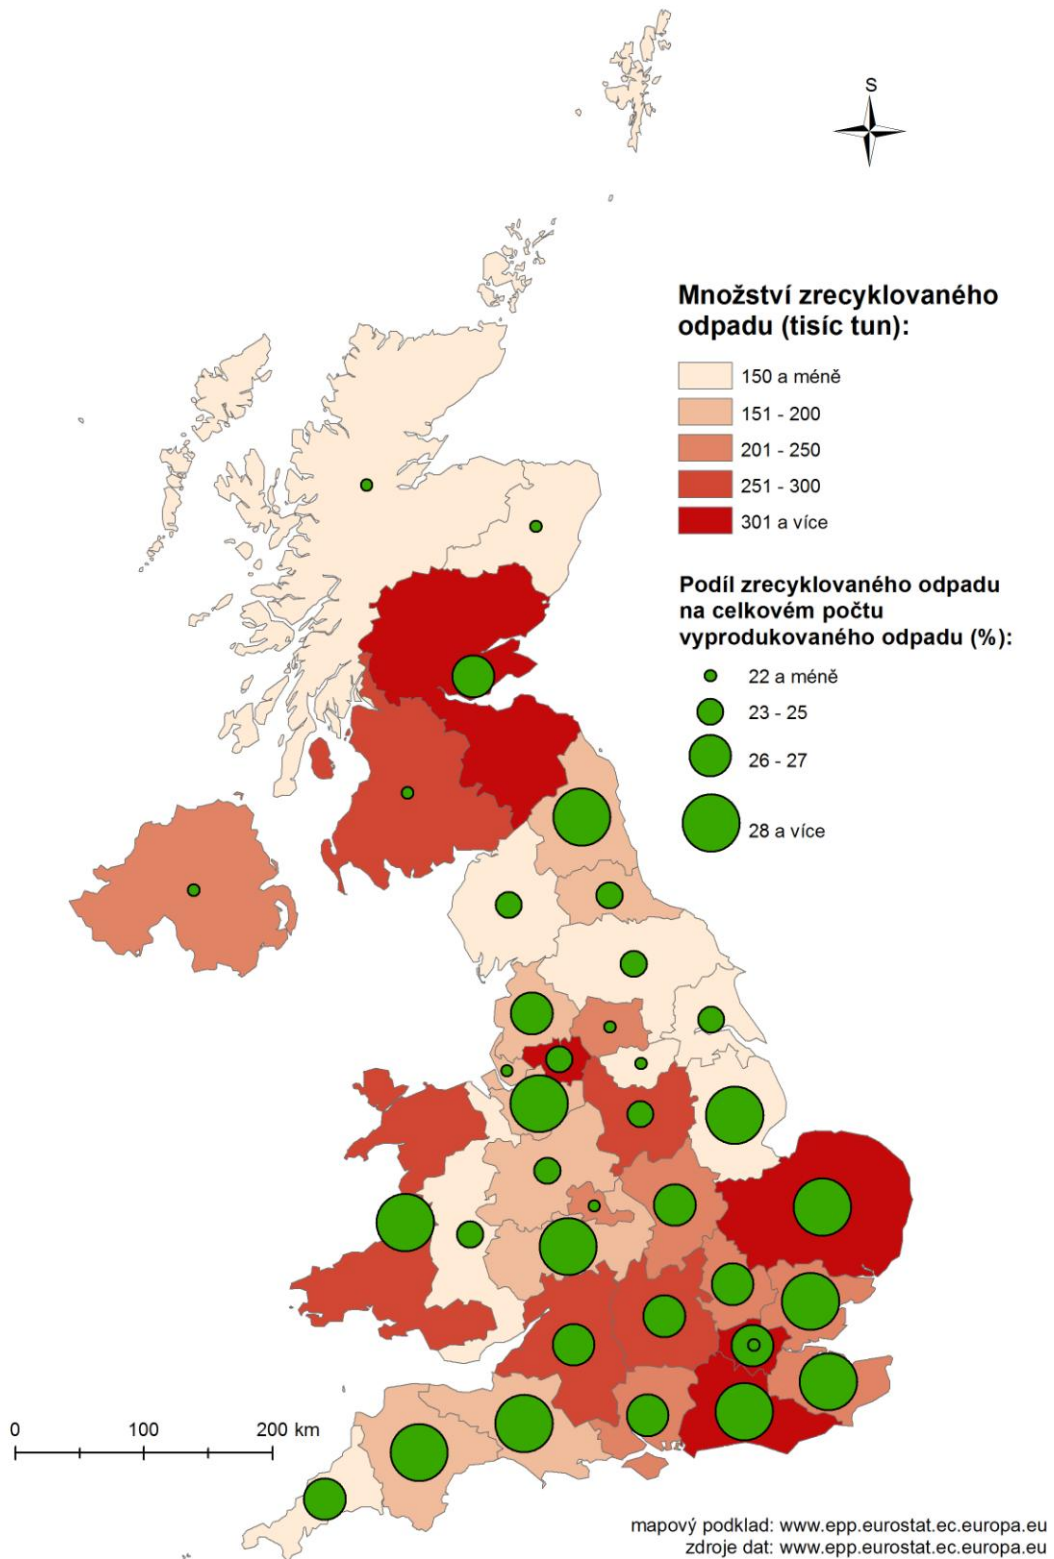 S
Množství zrecyklovaného
odpadu (tisíc tun):
150 a méně
151 - 200
201 - 250
251 - 300
301 a více
Podíl zrecyklovaného odpadu
na celkovém počtu
vyprodukovaného odpadu (%):
22 a méně
23 - 25
26 - 27
28 a více
0 100 200 km
mapový podklad: www.epp.eurostat.ec.europa.eu
zdroje dat: www.epp.eurostat.ec.europa.eu